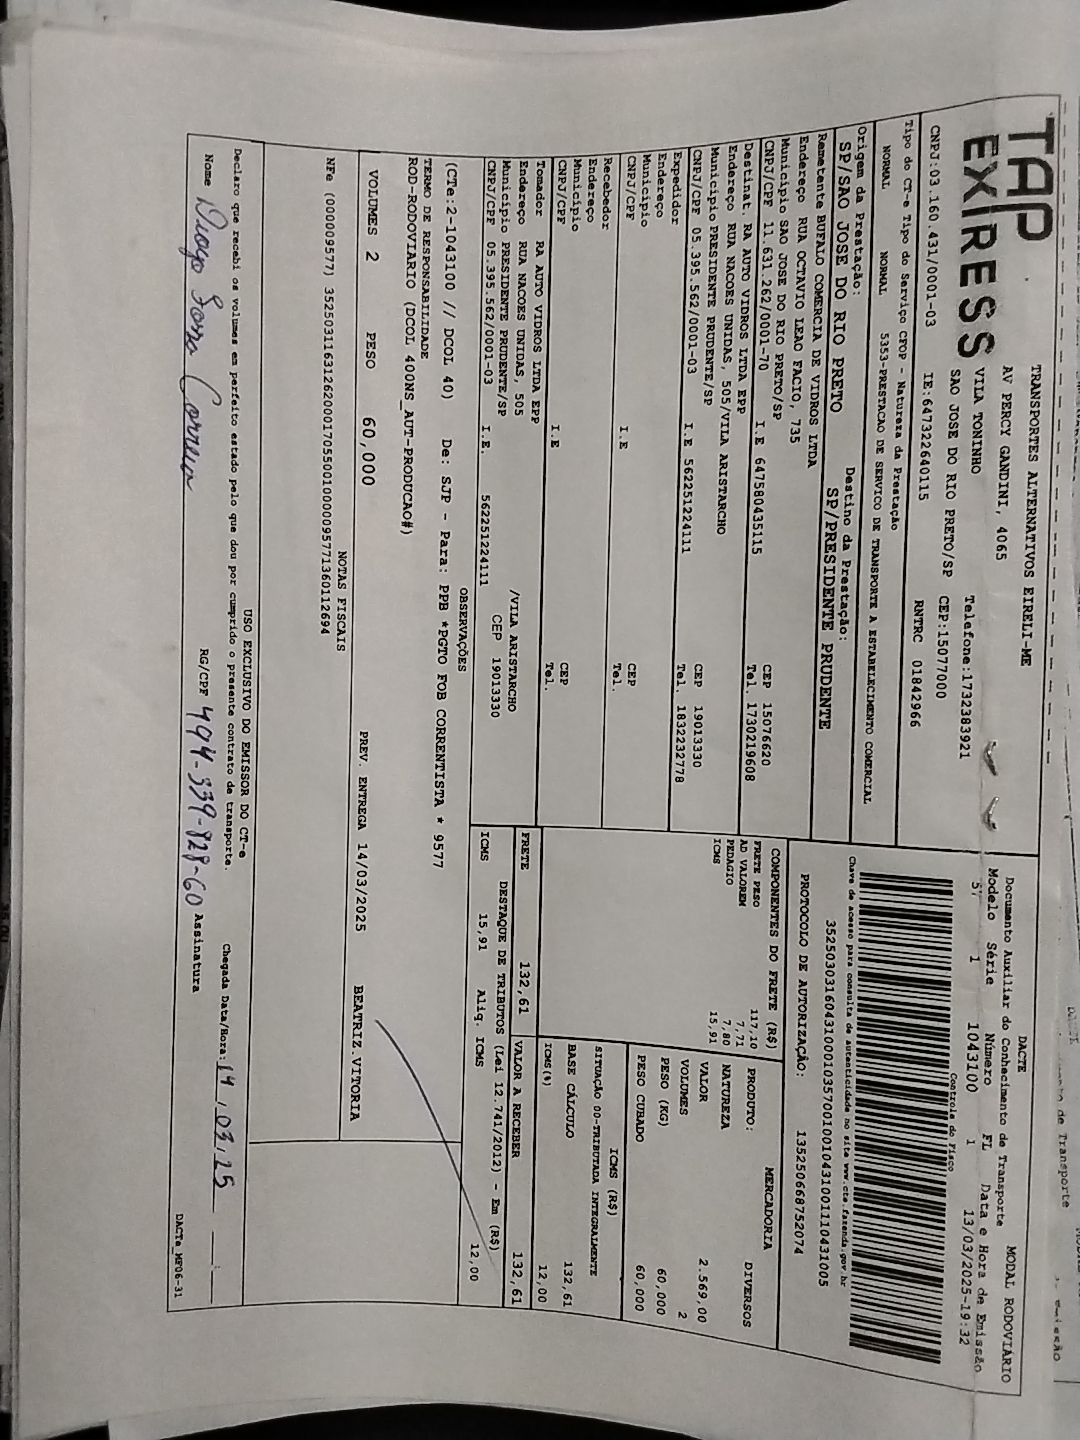 TAP
EXPRESS
TRANSPORTES ALTERNATIVOS EIRELI-ME
AV PERCY GANDINI, 4065
VILA TONINHO Telefone:1732383921
SAO JOSE DO RIO PRETO/SP CEP:15077000
CNPJ:03.160.431/0001-03 IE:647322640115 RNTRC 01842966
Tipo do CT-e Tipo do Serviço CFOP - Natureza da Prestação
NORMAL NORMAL 5353-PRESTACAO DE SERVICO DE TRANSPORTE A ESTABELECIMENTO COMERCIAL
Origem da Prestação: Destino da Prestação:
SP/SAO JOSE DO RIO PRETO SP/PRESIDENTE PRUDENTE
Remetente BUFALO COMERCIA DE VIDROS LTDA
Endereço RUA OCTAVIO LEAO FACIO, 735
Municipio SAO JOSE DO RIO PRETO/SP CEP 15076620
CNPJ/CPF 11.631.262/0001-70 I.E 647580435115 Tel. 1730219608
Destinat. RA AUTO VIDROS LTDA EPP
Endereço RUA NACOES UNIDAS, 505/VILA ARISTARCHO
Municipio PRESIDENTE PRUDENTE/SP CEP 19013330
CNPJ/CPF 05.395.562/0001-03 I.E 562251224111 Tel. 1832232778
Expedidor
Endereço
Municipio CEP
CNPJ/CPF I.E Tel.
Recebedor
Endereço
Municipio CEP
CNPJ/CPF I.E Tel.
Tomador RA AUTO VIDROS LTDA EPP
Endereço RUA NACOES UNIDAS, 505 /VILA ARISTARCHO
Municipio PRESIDENTE PRUDENTE/SP CEP 19013330
CNPJ/CPF 05.395.562/0001-03 I.E. 562251224111
DACTE MODAL RODOVIÁRIO
Documento Auxiliar do Conhecimento de Transporte
Modelo Série Número FL Data e Hora de Emissão
57 1 1043100 1 13/03/2025-19:32
Controle do Fisco
Chave de acesso para consulta de autenticidade no site www.cte.fazenda.gov.br
35250303160431000103570010010431001110431005
PROTOCOLO DE AUTORIZAÇÃO: 135250668752074
COMPONENTES DO FRETE (R$)
FRETE PESO 117,10
AD VALOREM 7,71
PEDAGIO 7,80
ICMS 15,91
MERCADORIA
PRODUTO: DIVERSOS
NATUREZA
VALOR 2.569,00
VOLUMES 2
PESO (KG) 60,000
PESO CUBADO 60,000
ICMS (R$)
SITUAÇÃO 00-TRIBUTADA INTEGRALMENTE
BASE CÁLCULO 132,61
ICMS(%) 12,00
FRETE 132,61 VALOR A RECEBER 132,61
DESTAQUE DE TRIBUTOS (Lei 12.741/2012) - Em (R$)
ICMS 15,91 Aliq. ICMS 12,00
OBSERVAÇÕES
(CTe:2-1043100 // DCOL 40) De: SJP - Para: PPB *PGTO FOB CORRENTISTA * 9577
TERMO DE RESPONSABILIDADE
ROD-RODOVIARIO (DCOL 400NS_AUT-PRODUCAO#)
VOLUMES 2 PESO 60,000 PREV. ENTREGA 14/03/2025 BEATRIZ.VITORIA
NOTAS FISCAIS
NFe (000009577) 35250311631262000170550010000095771360112694
USO EXCLUSIVO DO EMISSOR DO CT-e
Declaro que recebi os volumes em perfeito estado pelo que dou por cumprido o presente contrato de transporte. Chegada Data/Hora: 14/03/25
Nome Diogo Correia RG/CPF 494-339-828-60 Assinatura
DACTe_MF06-31